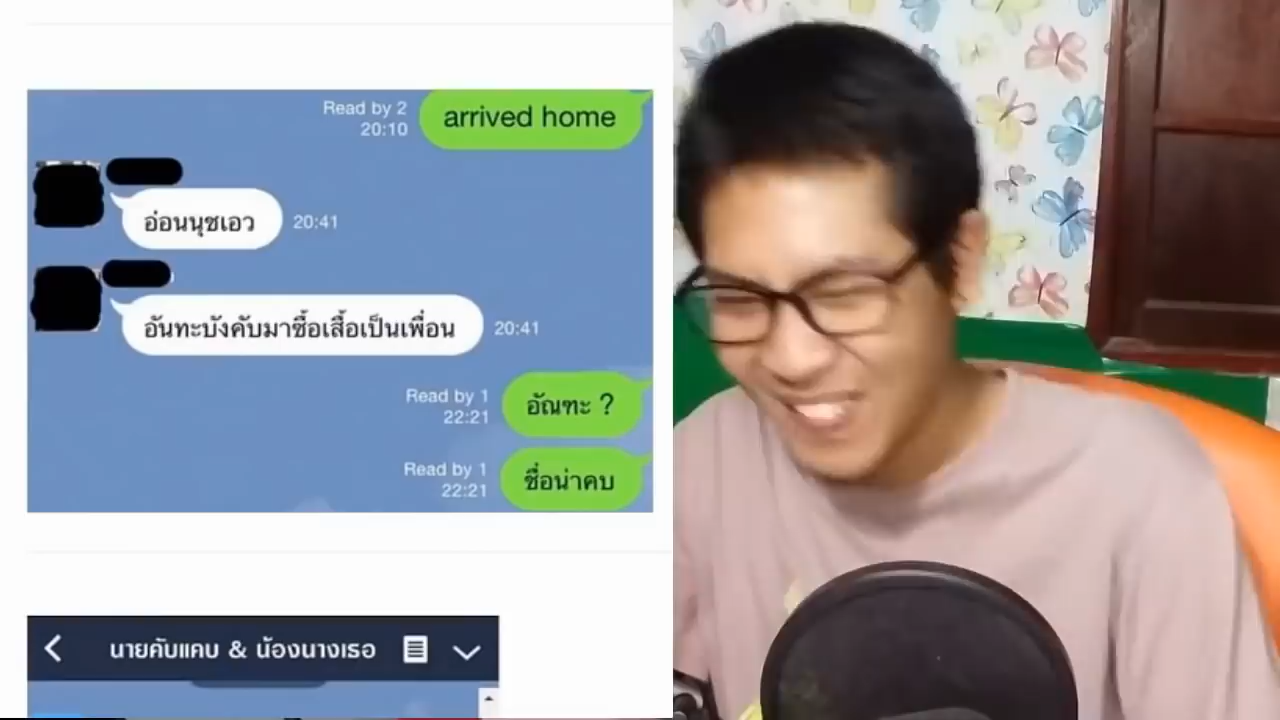 Read by 2
20:10
arrived home
อ่อนนุชเอว
20:41
อันทะบังคับมาซื้อเสื้อเป็นเพื่อน
20:41
Read by 1
22:21
อัณฑะ ?
Read by 1
22:21
ชื่อน่าคบ
นายคับแคบ & น้องนางเธอ